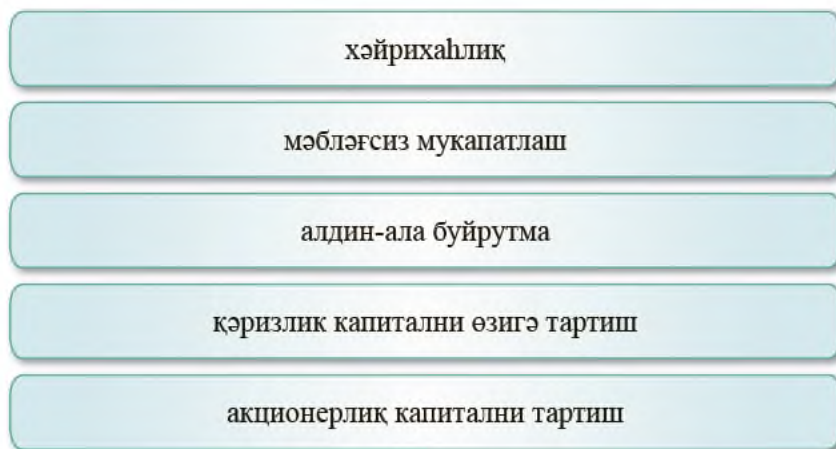 хәйрихаһлиқ
мәбләғсиз мукапатлаш
алдин-ала буйрутма
қәризлик капитални өзигә тартиш
акционерлиқ капитални тартиш